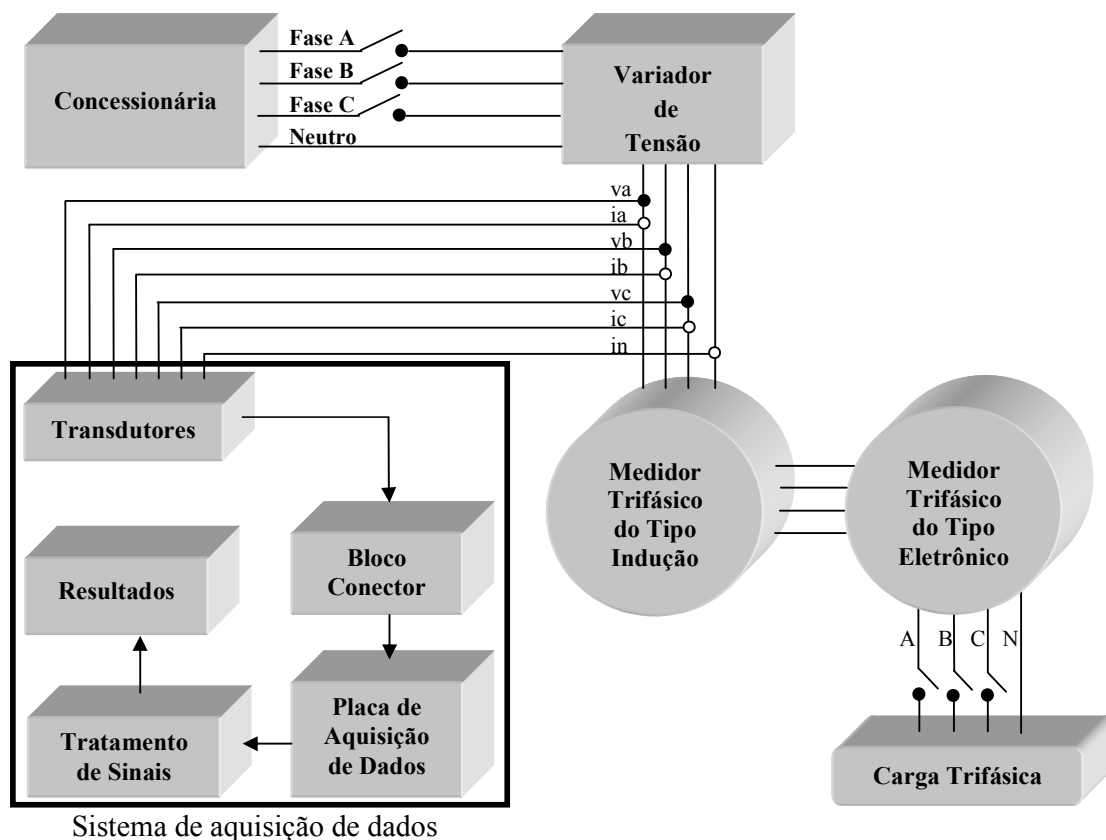 Concessionária
Fase A
Fase B
Fase C
Neutro
Variador
de
Tensão
va
ia
vb
ib
vc
ic
in
Transdutores
Bloco
Conector
Resultados
Placa de
Aquisição
de Dados
Tratamento
de Sinais
Medidor
Trifásico
do Tipo
Indução
Medidor
Trifásico
do Tipo
Eletrônico
A B C N
Carga Trifásica
Sistema de aquisição de dados